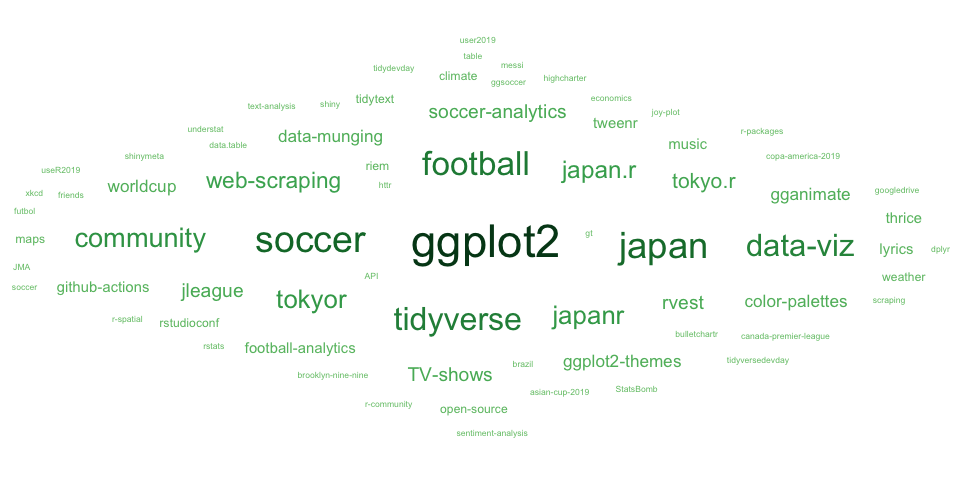 user2019
table
messi
tidydevday
climate
ggsoccer
highcharter
tidytext
economics
text-analysis
shiny
soccer-analytics
joy-plot
tweenr
understat
data-munging
r-packages
data.table
music
shinymeta
copa-america-2019
football
riem
japan.r
useR2019
web-scraping
tokyo.r
httr
worldcup
xkcd
friends
gganimate
googledrive
futbol
thrice
maps
community
soccer
ggplot2
gt
japan
data-viz
lyrics
dplyr
JMA
API
weather
soccer
github-actions
jleague
tokyor
rvest
color-palettes
scraping
r-spatial
rstudioconf
tidyverse
japanr
bulletchartr
canada-premier-league
rstats
football-analytics
brooklyn-nine-nine
TV-shows
brazil
ggplot2-themes
tidyversedevday
asian-cup-2019
StatsBomb
r-community
open-source
sentiment-analysis